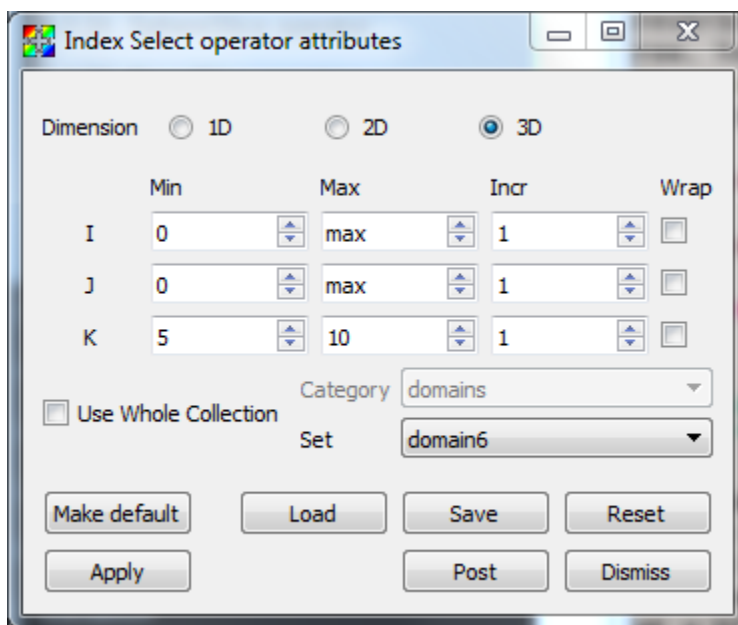 Index Select operator attributes
Dimension 1D 2D 3D
Min Max Incr Wrap
I 0 max 1
J 0 max 1
K 5 10 1
Category domains
Use Whole Collection
Set domain6
Make default Load Save Reset
Apply Post Dismiss